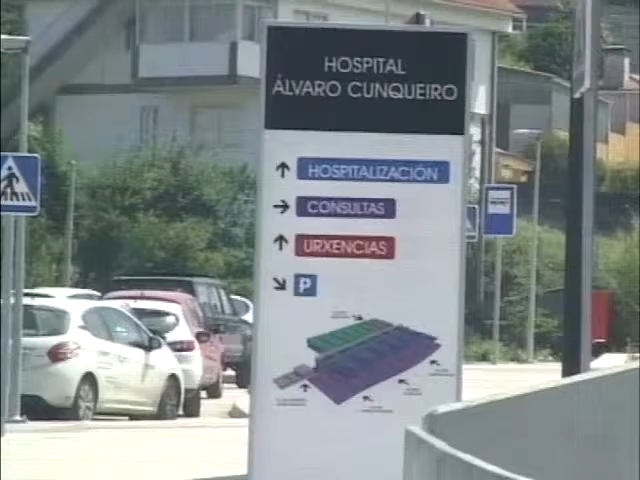 HOSPITAL
ÁLVARO CUNQUEIRO
HOSPITALIZACIÓN
CONSULTAS
URXENCIAS
P